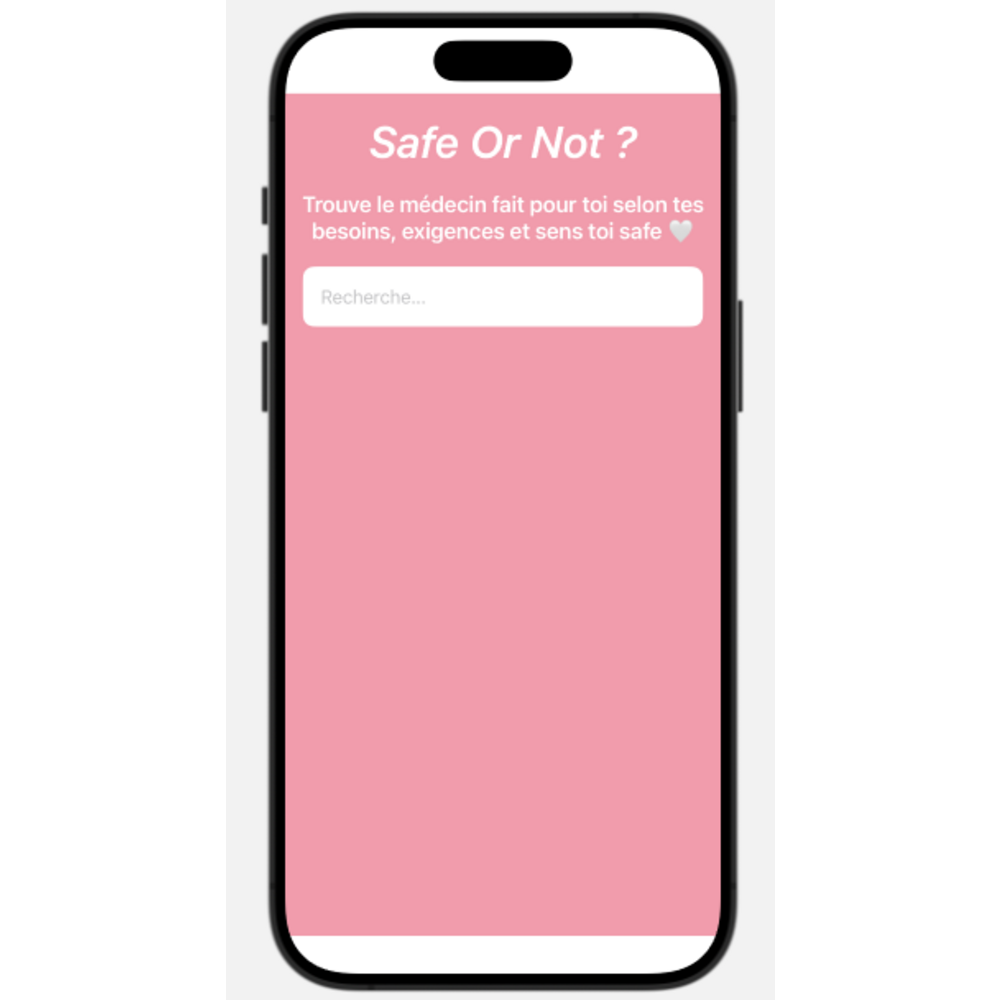 Safe Or Not ?
Trouve le médecin fait pour toi selon tes
besoins, exigences et sens toi safe 🤍
Recherche...